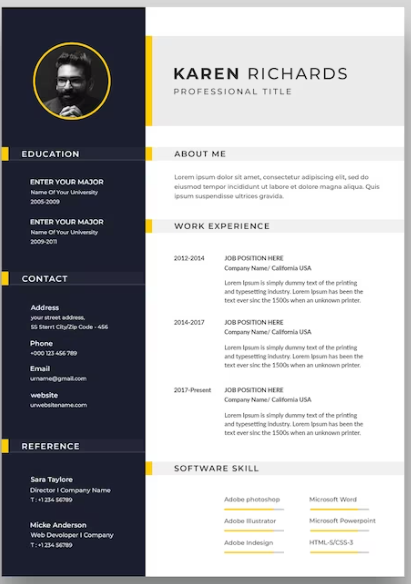 KAREN RICHARDS
PROFESSIONAL TITLE
EDUCATION
ENTER YOUR MAJOR
Name Of Your University
2005-2009
ENTER YOUR MAJOR
Name Of Your University
2009-2011
CONTACT
Address
your street address,
55 Sterrt City/Zip Code - 456
Phone
+000 123 456 789
Email
urname@gmail.com
website
urwebsitename.com
REFERENCE
Sara Taylore
Director I Company Name
T : +1 234 56789
Micke Anderson
Web Devoloper I Company
T : +1 234 56789
ABOUT ME
Lorem ipsum dolor sit amet, consectetur adipiscing elit, sed do
eiusmod tempor incididunt ut labore et dolore magna aliqua. Quis
ipsum suspendisse ultrices gravida.
WORK EXPERIENCE
2012-2014
JOB POSITION HERE
Company Name/ California USA
Lorem Ipsum is simply dummy text of the printing
and typesetting industry. Lorem Ipsum has been the
text ever sinc the 1500s when an unknown printer.
2014-2017
JOB POSITION HERE
Company Name/ California USA
Lorem Ipsum is simply dummy text of the printing
and typesetting industry. Lorem Ipsum has been the
text ever sinc the 1500s when an unknown printer.
2017-Present
JOB POSITION HERE
Company Name/ California USA
Lorem Ipsum is simply dummy text of the printing
and typesetting industry. Lorem Ipsum has been the
text ever sinc the 1500s when an unknown printer.
SOFTWARE SKILL
Adobe photoshop
Microsoft Word
Adobe Illustrator
Microsoft Powerpoint
Adobe Indesign
HTML-5/CSS-3